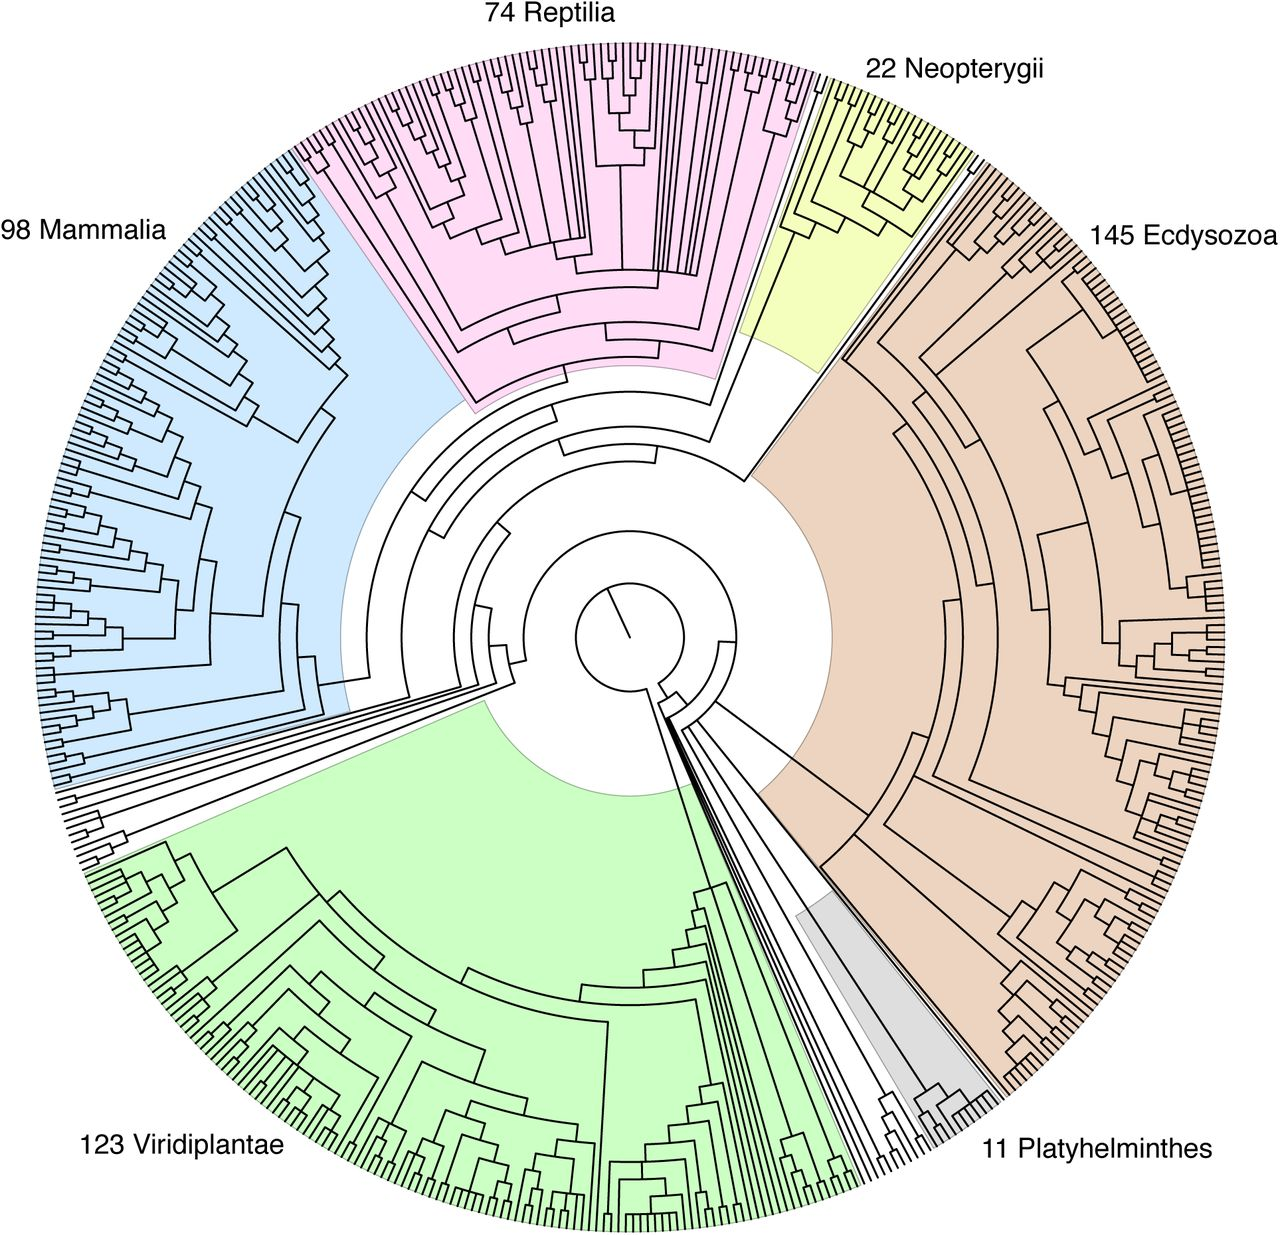 74 Reptilia
22 Neopterygii
98 Mammalia
145 Ecdysozoa
123 Viridiplantae
11 Platyhelminthes